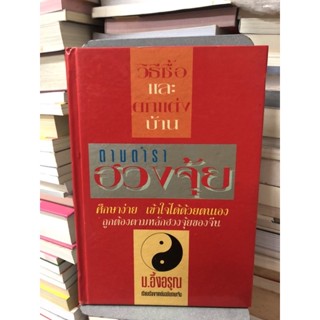 วิธีซื้อ
และ
ตกแต่ง
บ้าน
ตามตำรา
ฮวงจุ้ย
ศึกษาง่าย เข้าใจได้ด้วยตนเอง
ถูกต้องตามหลักฮวงจุ้ยของจีน
ม.อึ้งอรุณ